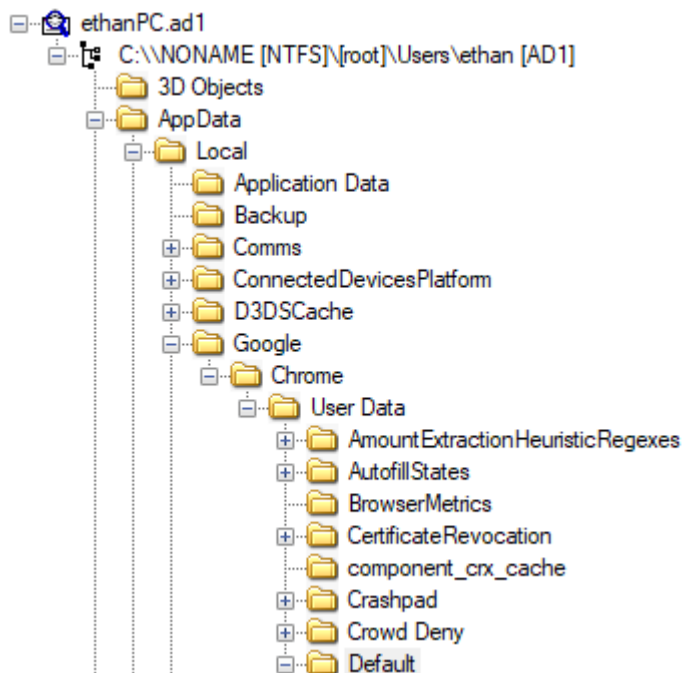 ethanPC.ad1
C:\\NONAME [NTFS]\[root]\Users\ethan [AD1]
3D Objects
AppData
Local
Application Data
Backup
Comms
ConnectedDevicesPlatform
D3DSCache
Google
Chrome
User Data
AmountExtractionHeuristicRegexes
AutofillStates
BrowserMetrics
CertificateRevocation
component_crx_cache
Crashpad
Crowd Deny
Default